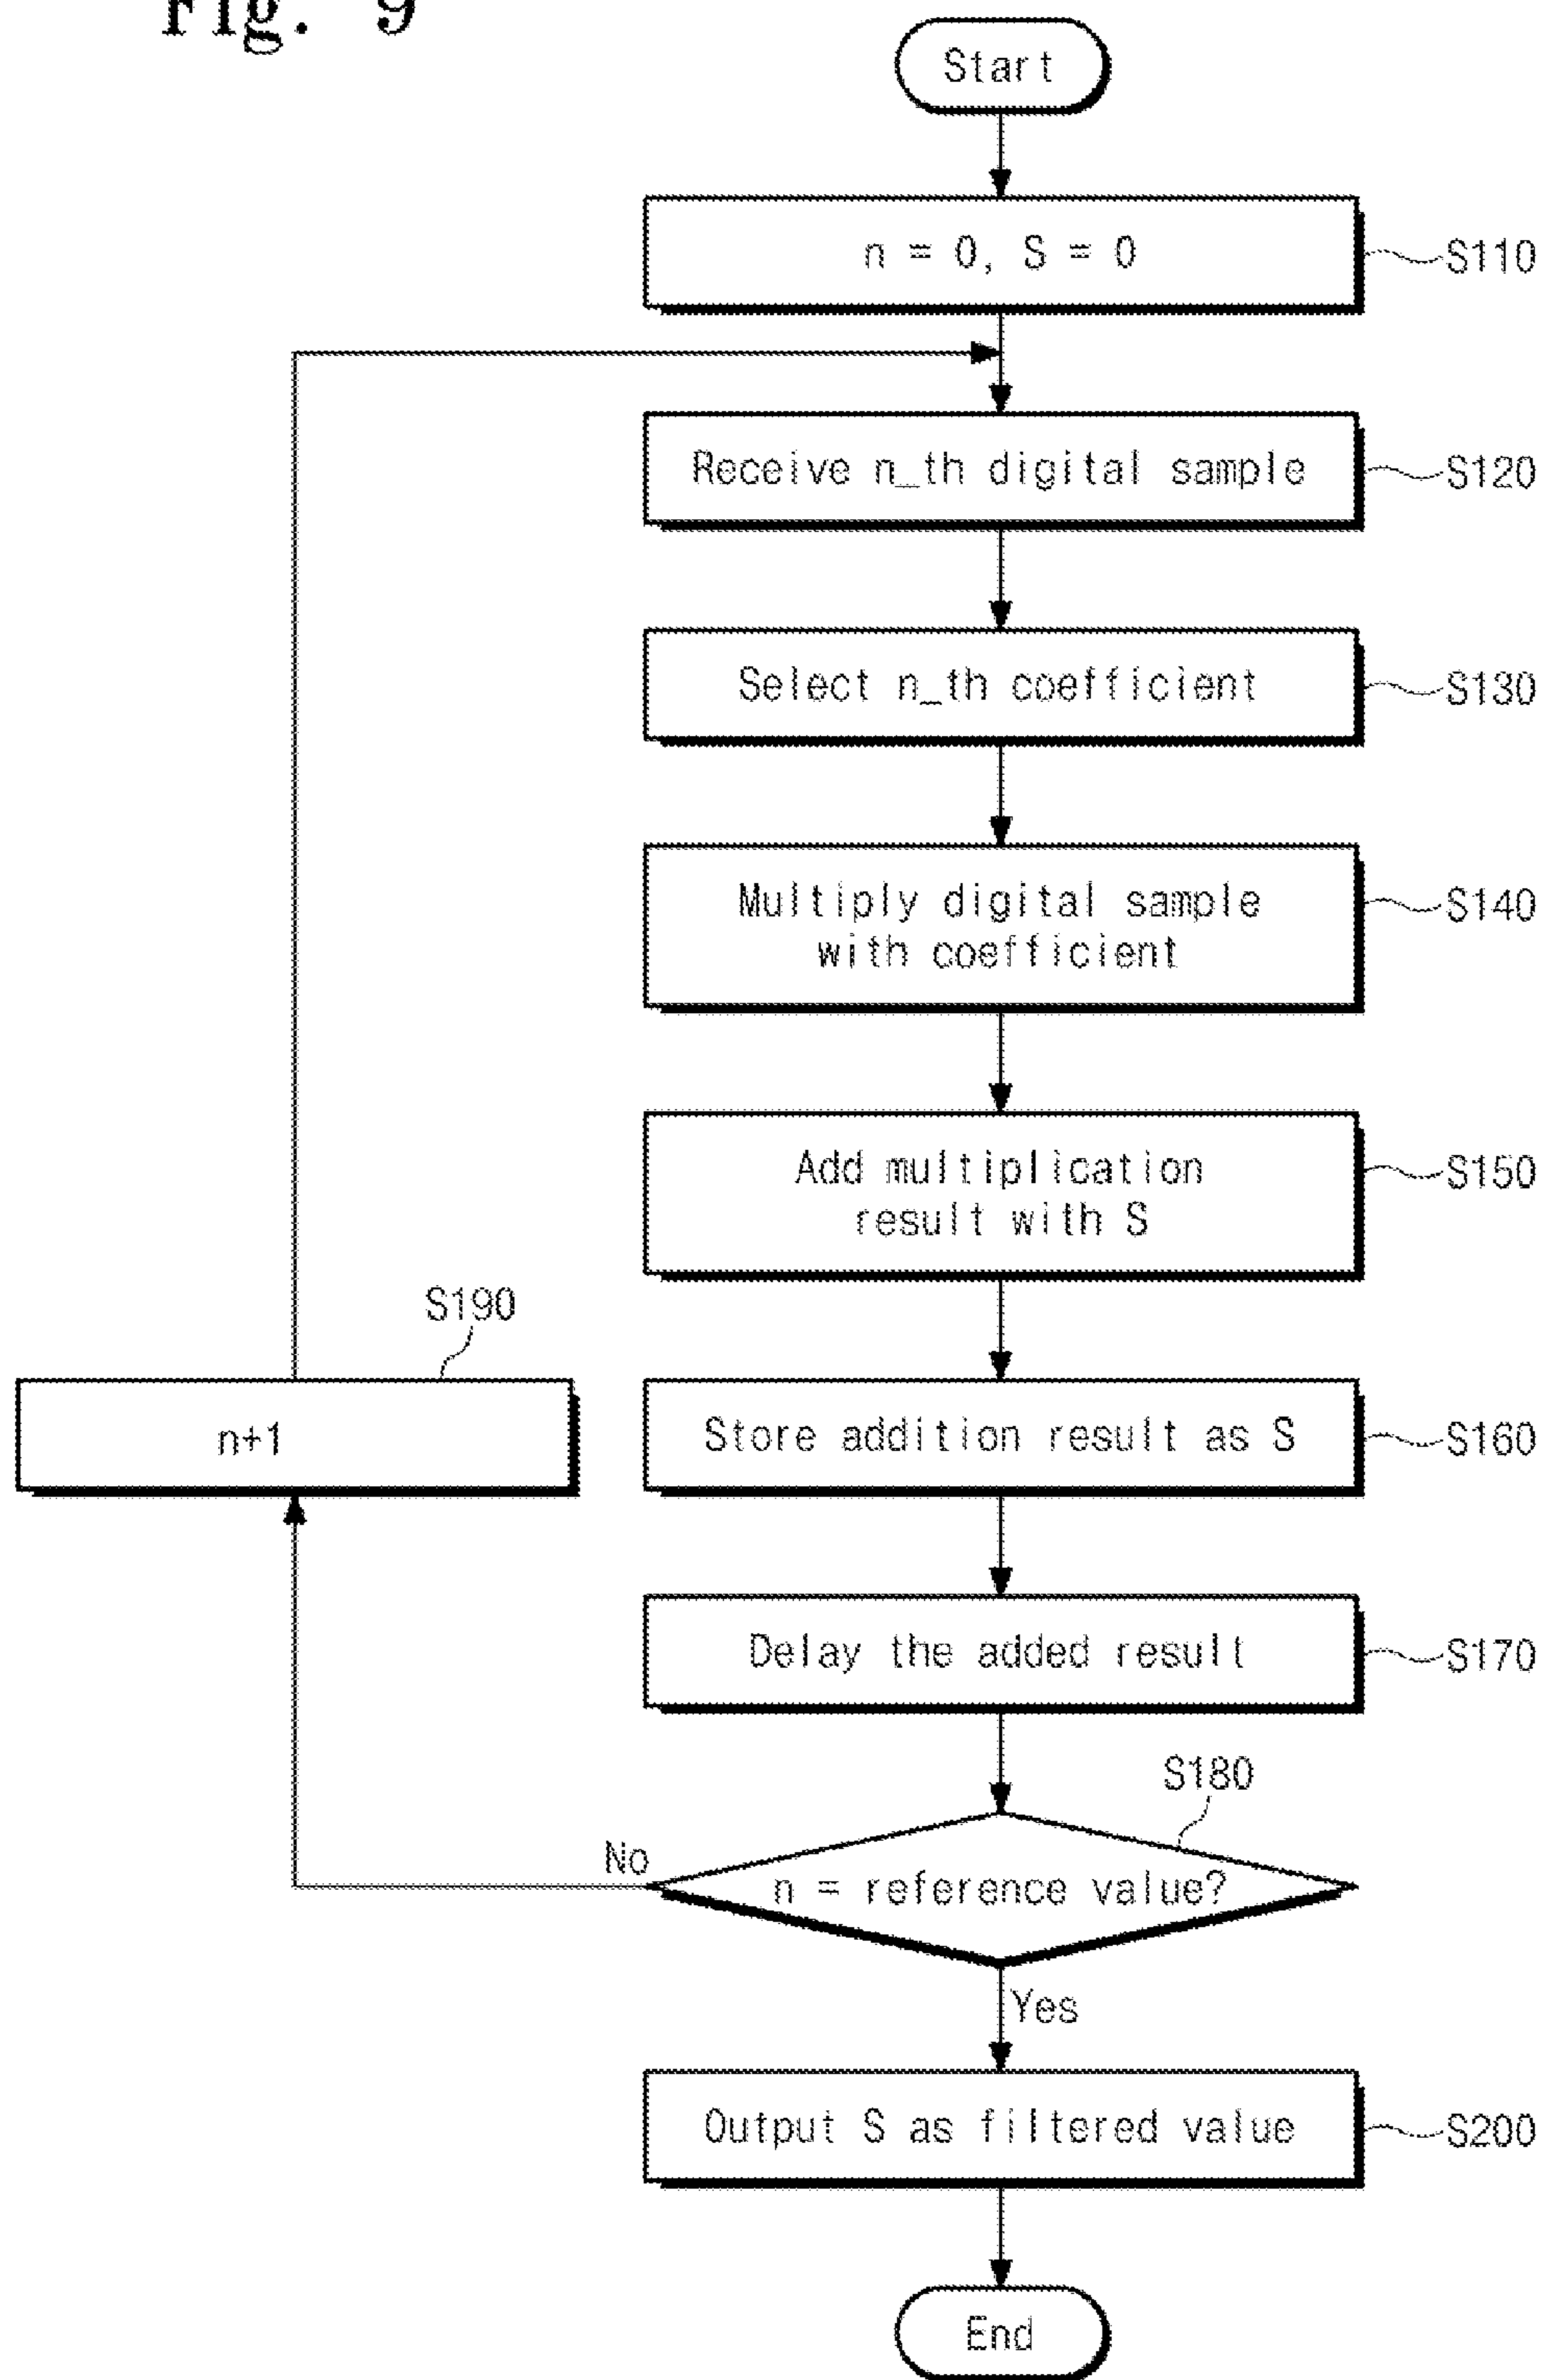 Fig. 9
Start
n = 0, S = 0
S110
Receive n_th digital sample
S120
Select n_th coefficient
S130
Multiply digital sample
with coefficient
S140
Add multiplication
result with S
S150
S190
n+1
Store addition result as S
S160
Delay the added result
S170
S180
No
n = reference value?
Yes
Output S as filtered value
S200
End